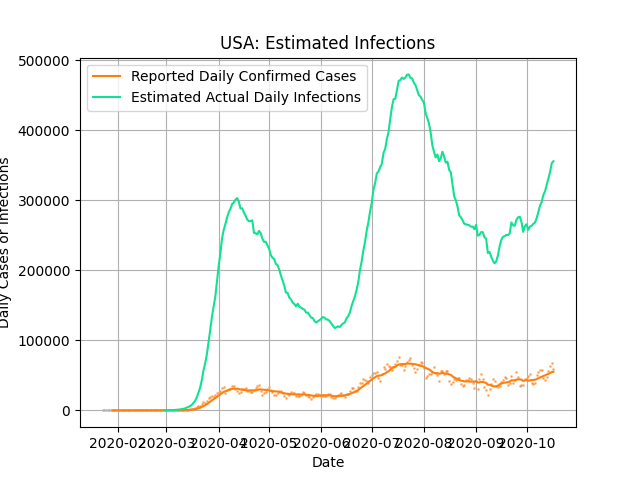 USA: Estimated Infections
Reported Daily Confirmed Cases
Estimated Actual Daily Infections
Daily Cases or Infections
500000
400000
300000
200000
100000
0
2020-02 2020-03 2020-04 2020-05 2020-06 2020-07 2020-08 2020-09 2020-10
Date